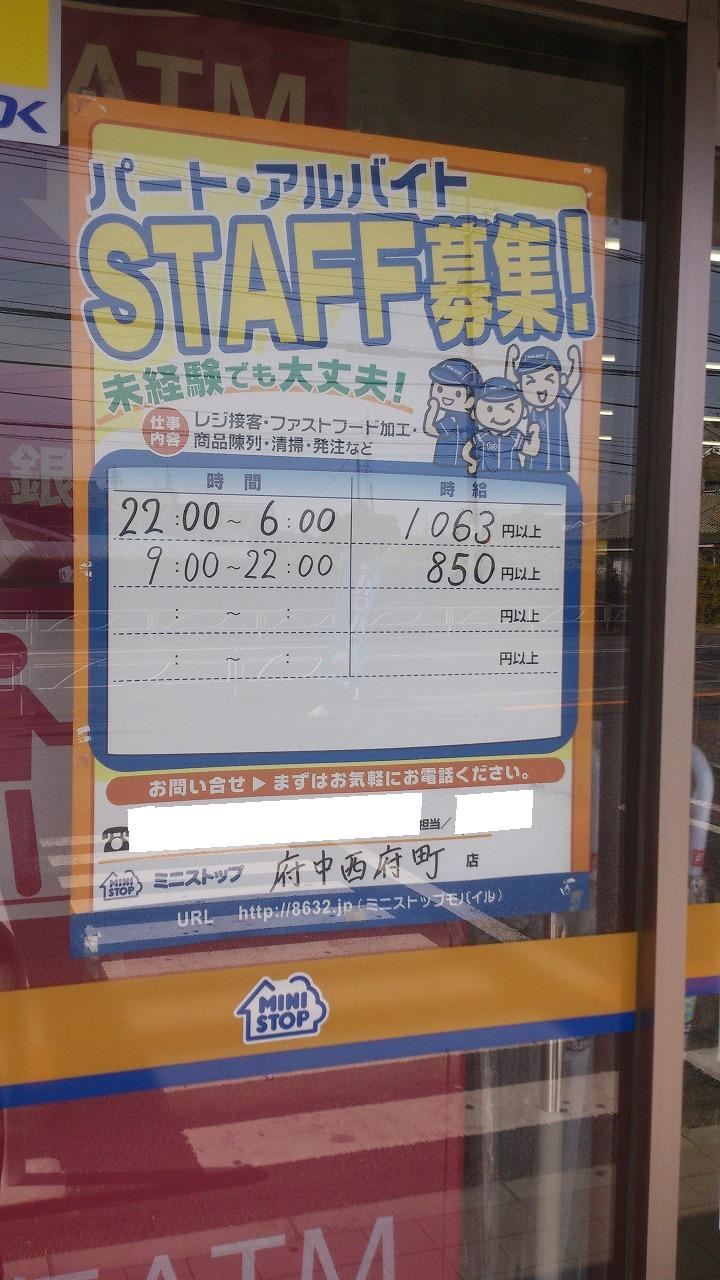 ATM
パート・アルバイト
STAFF募集!
未経験でも大丈夫!
仕事内容
レジ接客・ファストフード加工・
商品陳列・清掃・発注など
時間 時給
22:00~6:00 1063円以上
9:00~22:00 850円以上
: ~ : 円以上
: ~ : 円以上
お問い合せ▶まずはお気軽にお電話ください。
担当/
MINI STOP ミニストップ 府中西府町 店
URL http://8632.jp(ミニストップモバイル)
MINI
STOP
ATM